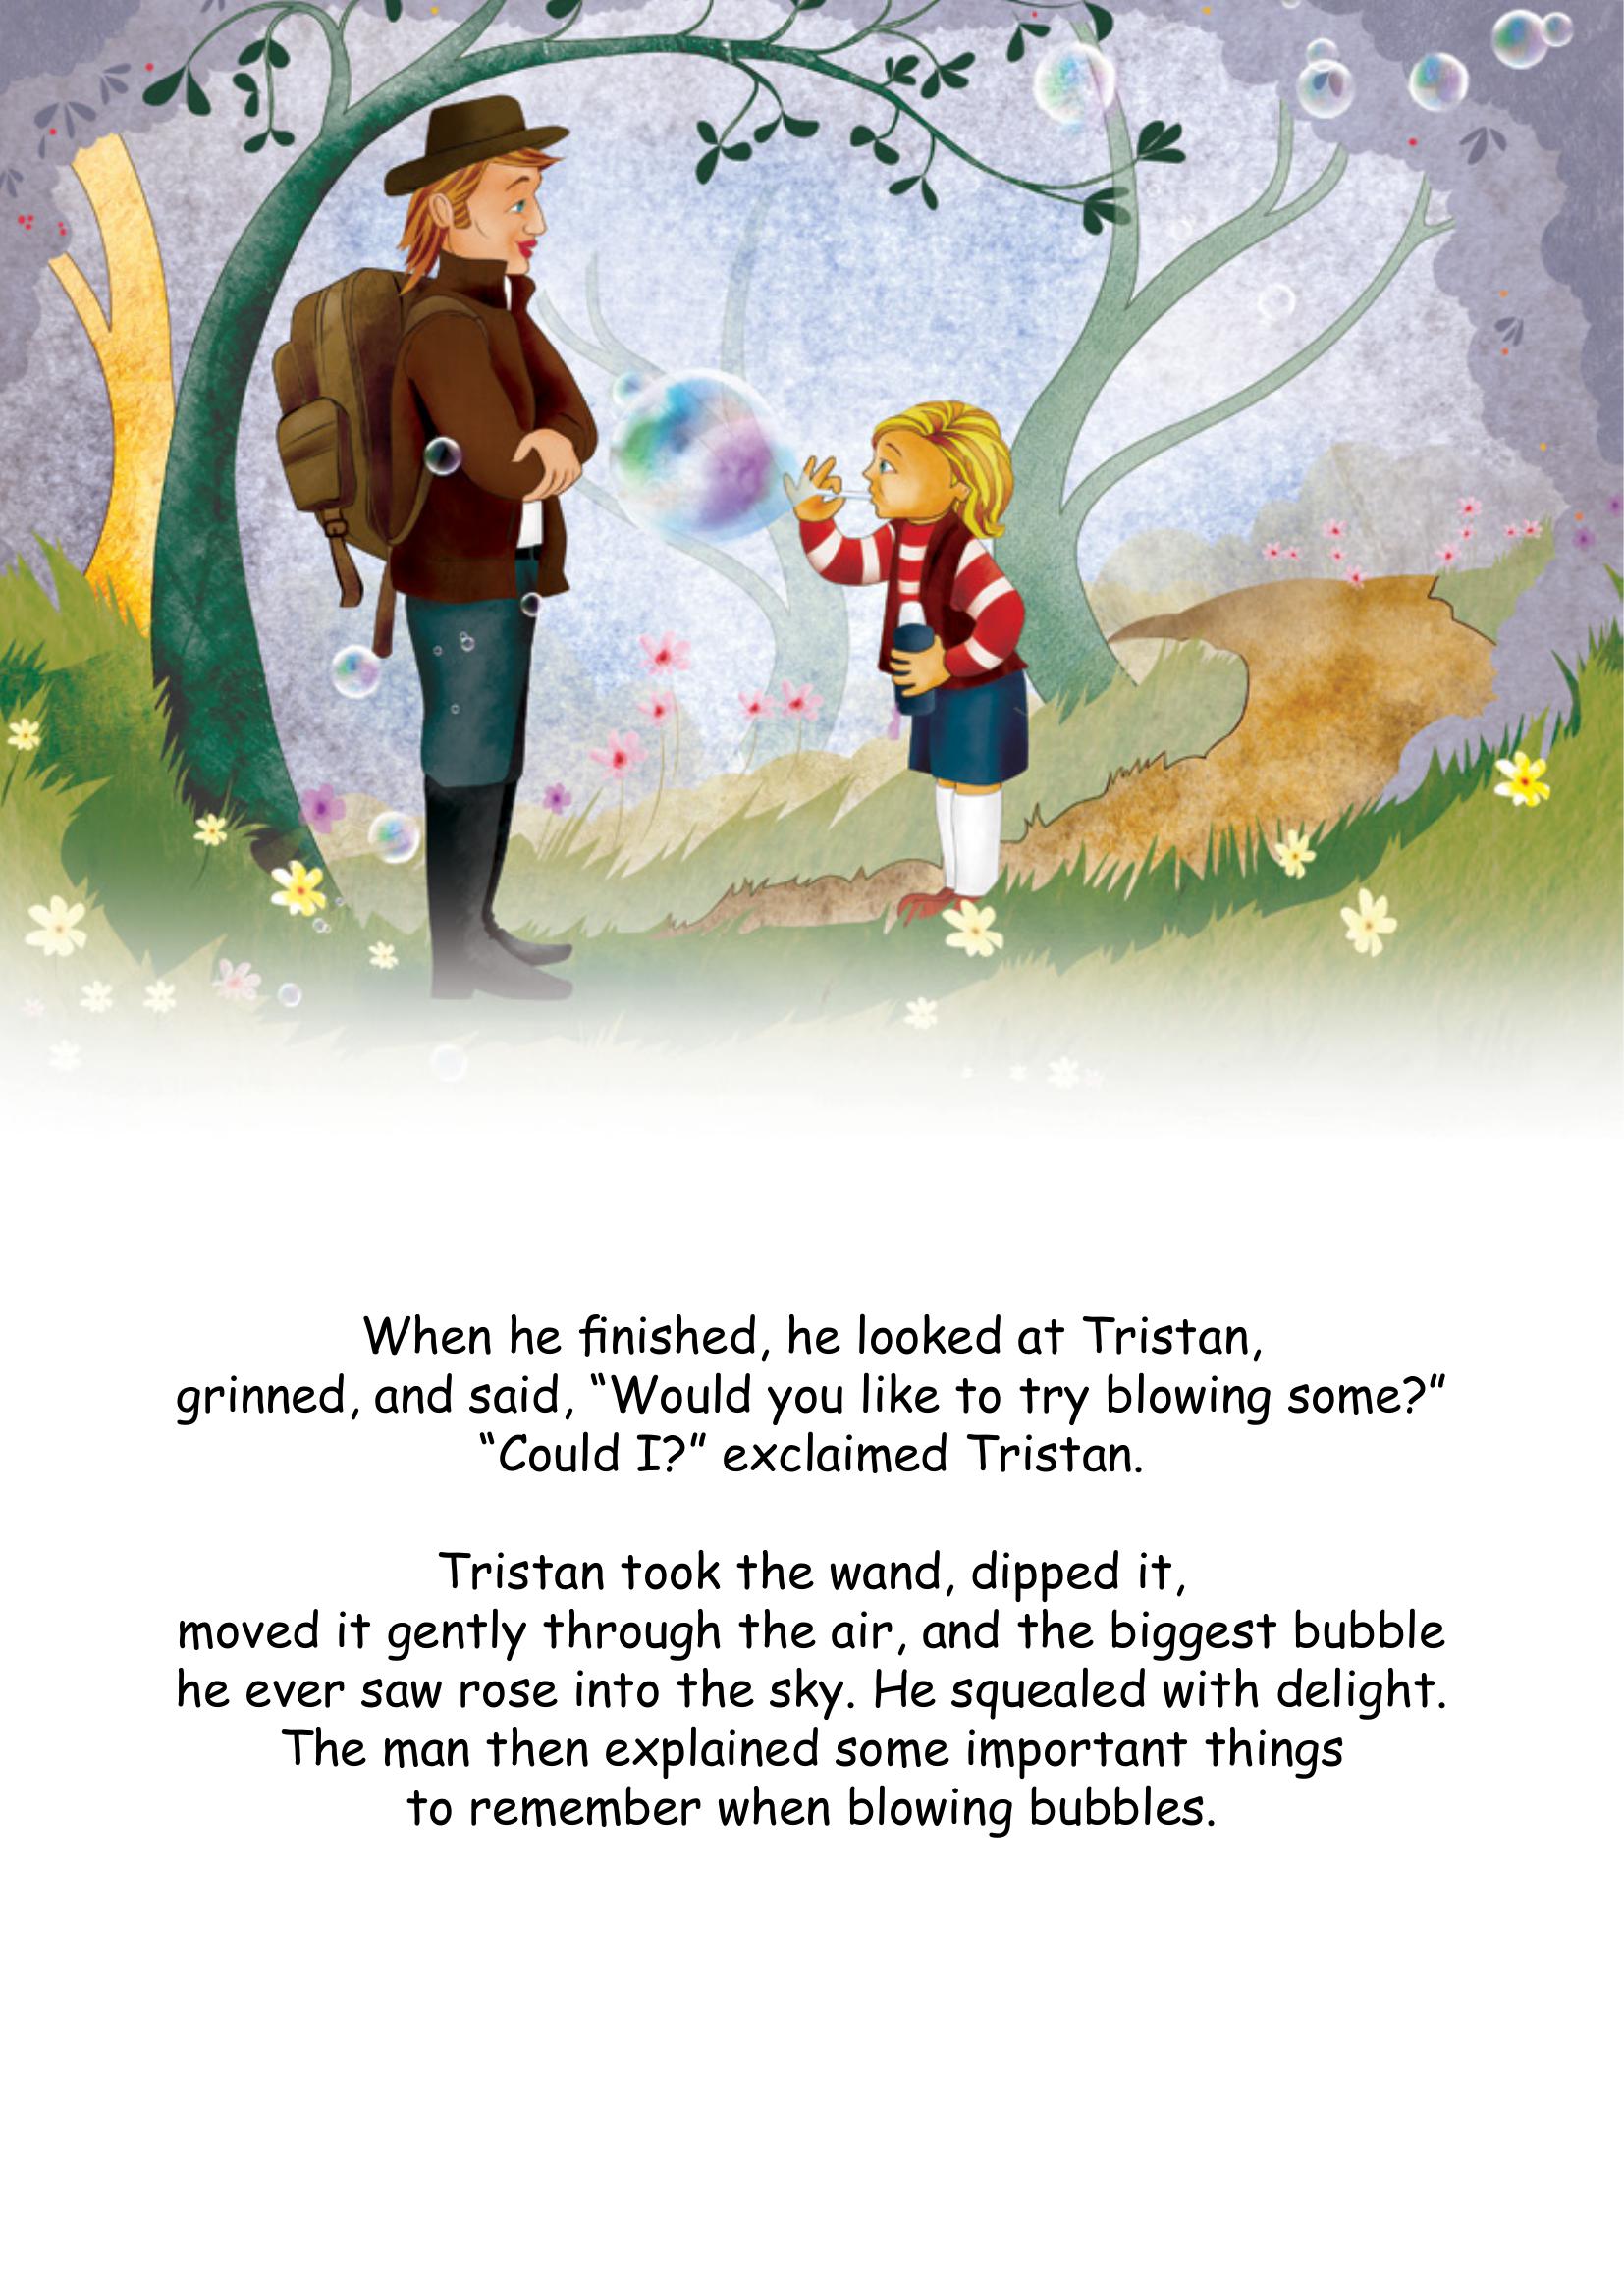 When he finished, he looked at Tristan,
grinned, and said, “Would you like to try blowing some?”
“Could I?” exclaimed Tristan.
Tristan took the wand, dipped it,
moved it gently through the air, and the biggest bubble
he ever saw rose into the sky. He squealed with delight.
The man then explained some important things
to remember when blowing bubbles.